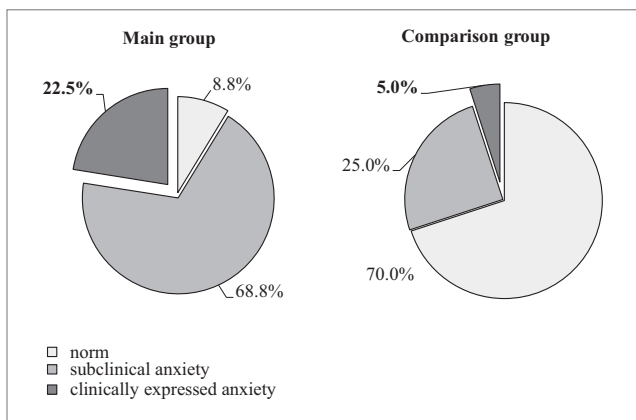 Main group
Comparison group
22.5%
8.8%
68.8%
5.0%
25.0%
70.0%
norm
subclinical anxiety
clinically expressed anxiety